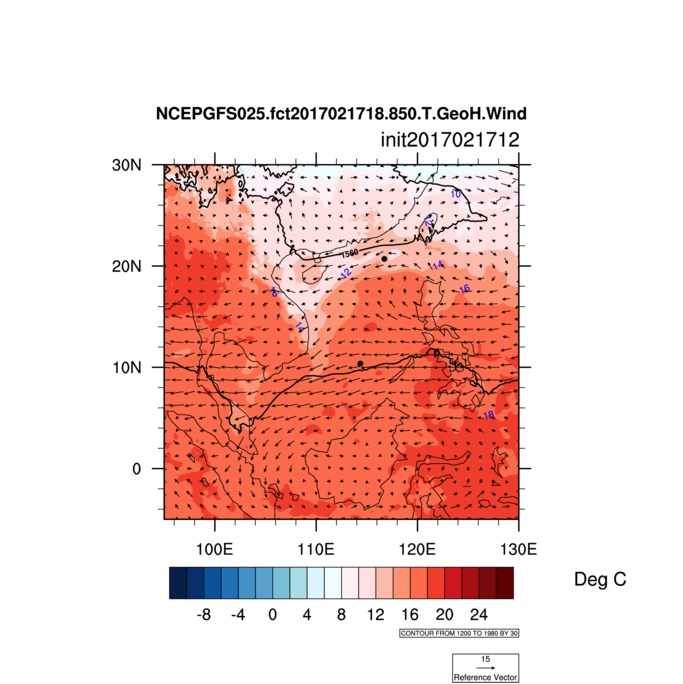 NCEPGFS025.fct2017021718.850.T.GeoH.Wind
init2017021712
30N
10
1560
20N
12
14
16
14
10N
18
0
100E
110E
120E
130E
-8 -4 0 4 8 12 16 20 24
Deg C
CONTOUR FROM 1200 TO 1980 BY 30
15
Reference Vector